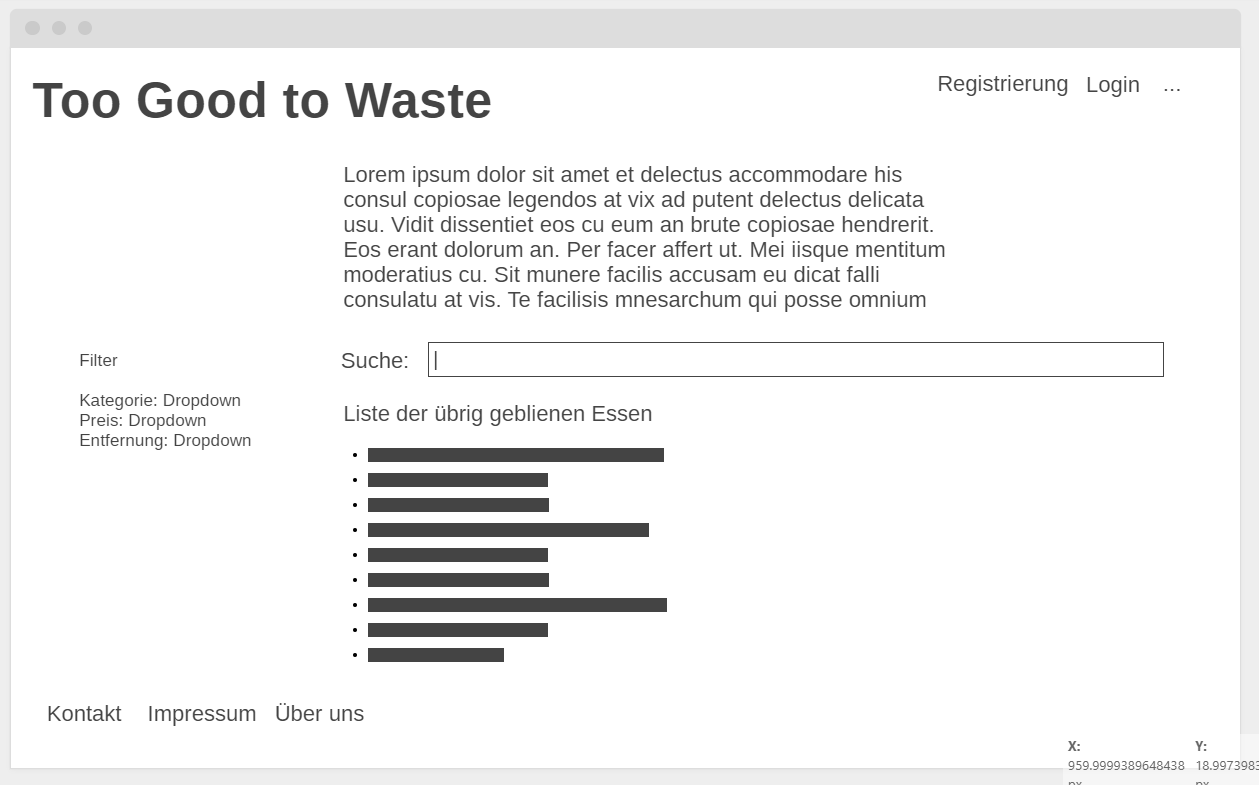 Too Good to Waste
Registrierung Login ...
Lorem ipsum dolor sit amet et delectus accommodare his
consul copiosae legendos at vix ad putent delectus delicata
usu. Vidit dissentiet eos cu eum an brute copiosae hendrerit.
Eos erant dolorum an. Per facer affert ut. Mei iisque mentitum
moderatius cu. Sit munere facilis accusam eu dicat falli
consulatu at vis. Te facilisis mnesarchum qui posse omnium
Filter
Kategorie: Dropdown
Preis: Dropdown
Entfernung: Dropdown
Suche:
Liste der übrig geblienen Essen
Kontakt Impressum Über uns
X: Y:
959.9999389648438 18.9973983